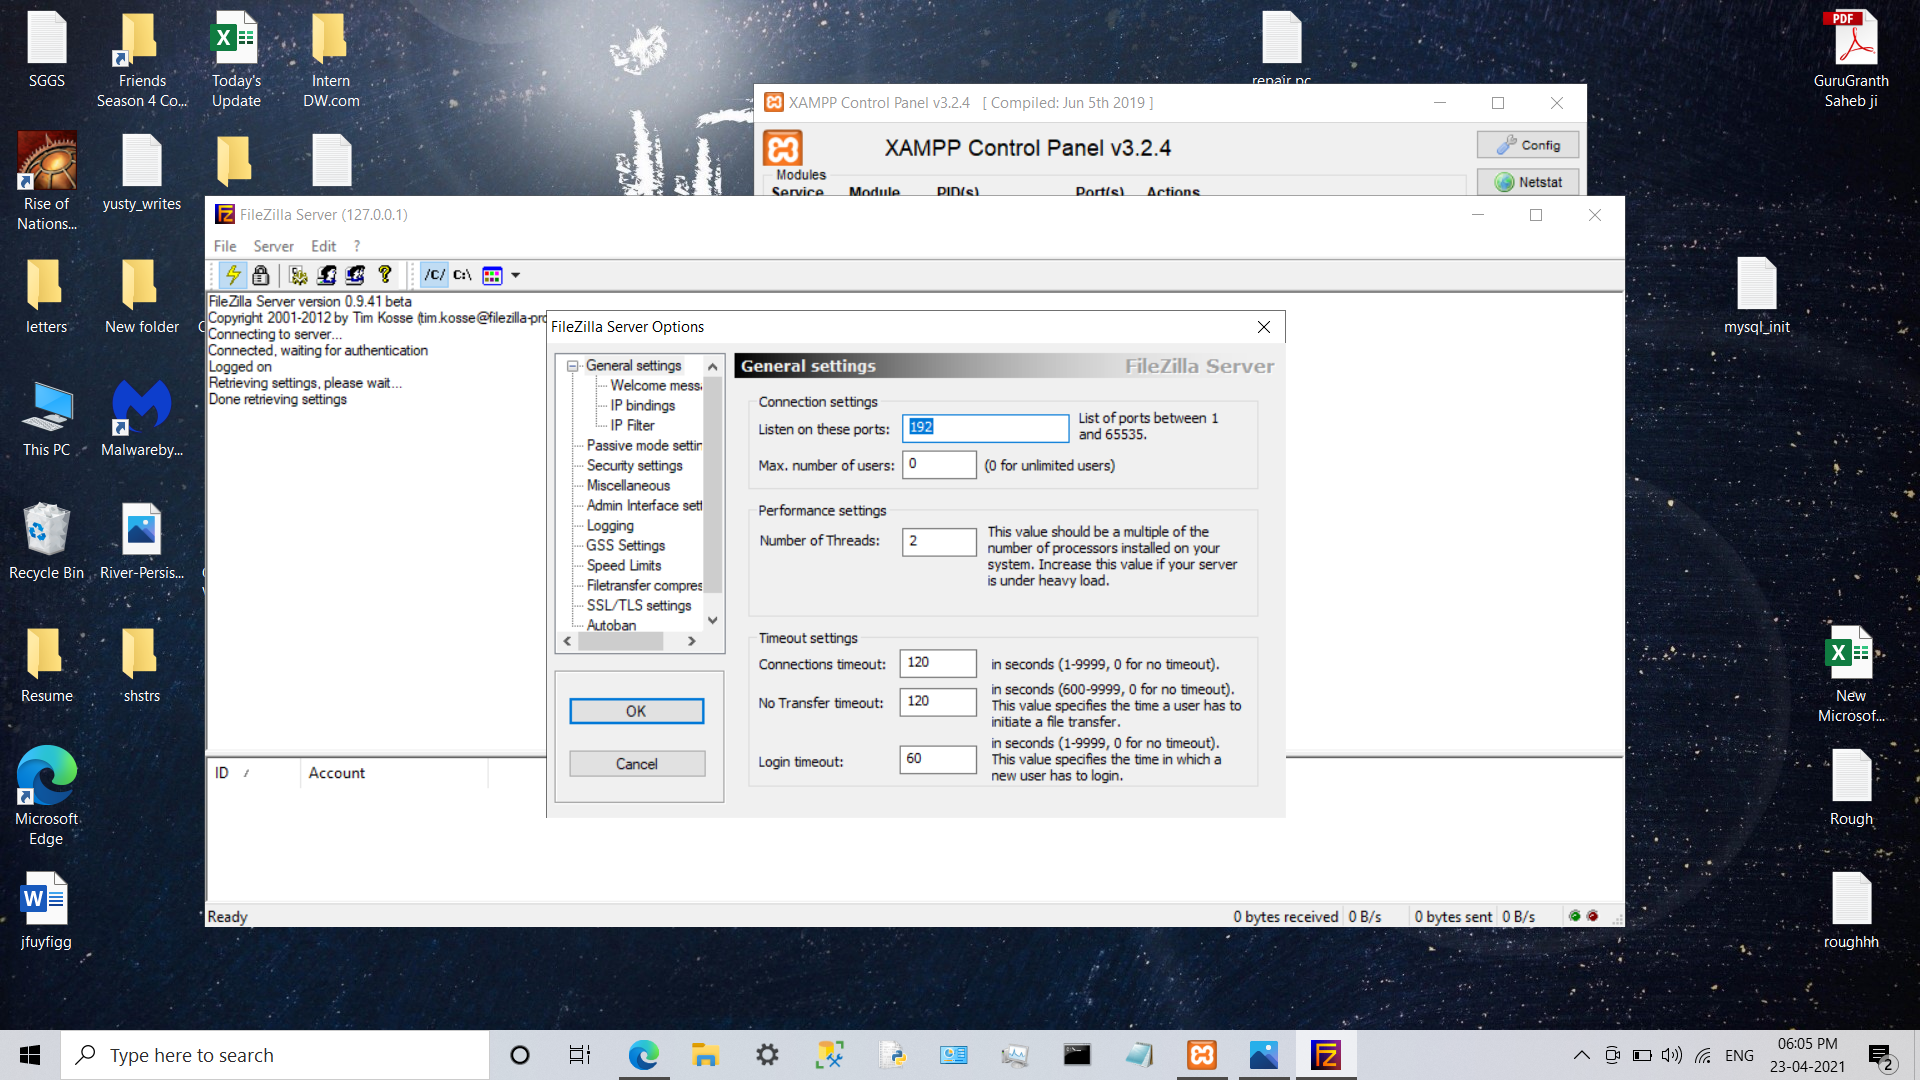 SGGS
Friends
Season 4 Co...
Today's
Update
Intern
DW.com
repair pc
PDF
GuruGranth
Saheb ji
Rise of
Nations...
yusty_writes
XAMPP Control Panel v3.2.4 [ Compiled: Jun 5th 2019 ]
XAMPP Control Panel v3.2.4
Config
Modules
Service Module PID(s) Port(s) Actions
Netstat
FileZilla Server (127.0.0.1)
File Server Edit ?
/C/ C:\
FileZilla Server version 0.9.41 beta
Copyright 2001-2012 by Tim Kosse (tim.kosse@filezilla-pro
Connecting to server...
Connected, waiting for authentication
Logged on
Retrieving settings, please wait...
Done retrieving settings
letters
New folder
mysql_init
This PC
Malwareby...
Recycle Bin
River-Persis...
Resume
shstrs
Microsoft
Edge
jfuyfigg
New
Microsof...
Rough
roughhh
FileZilla Server Options
General settings
Welcome messa
IP bindings
IP Filter
Passive mode settin
Security settings
Miscellaneous
Admin Interface sett
Logging
GSS Settings
Speed Limits
Filetransfer compres
SSL/TLS settings
Autoban
OK
Cancel
General settings FileZilla Server
Connection settings
Listen on these ports: 192 List of ports between 1
and 65535.
Max. number of users: 0 (0 for unlimited users)
Performance settings
Number of Threads: 2 This value should be a multiple of the
number of processors installed on your
system. Increase this value if your server
is under heavy load.
Timeout settings
Connections timeout: 120 in seconds (1-9999, 0 for no timeout).
No Transfer timeout: 120 in seconds (600-9999, 0 for no timeout).
This value specifies the time a user has to
initiate a file transfer.
Login timeout: 60 in seconds (1-9999, 0 for no timeout).
This value specifies the time in which a
new user has to login.
ID / Account
Ready 0 bytes received 0 B/s 0 bytes sent 0 B/s
Type here to search
ENG
06:05 PM
23-04-2021
2